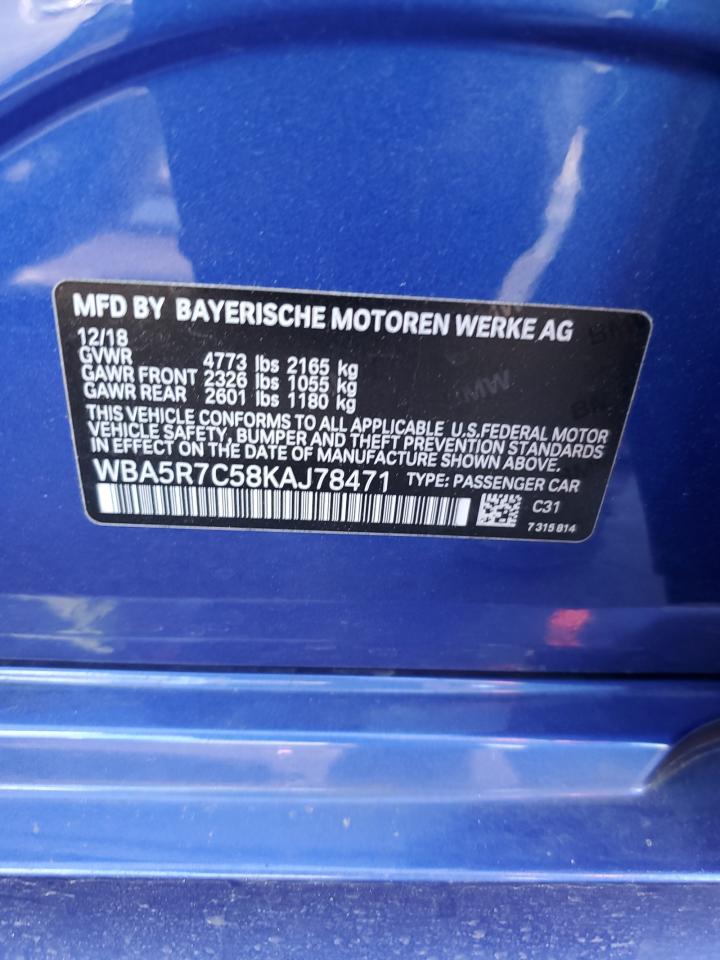 MFD BY BAYERISCHE MOTOREN WERKE AG
12/18
GVWR 4773 lbs 2165 kg
GAWR FRONT 2326 lbs 1055 kg
GAWR REAR 2601 lbs 1180 kg
THIS VEHICLE CONFORMS TO ALL APPLICABLE U.S.FEDERAL MOTOR
VEHICLE SAFETY, BUMPER AND THEFT PREVENTION STANDARDS
IN EFFECT ON THE DATE OF MANUFACTURE SHOWN ABOVE.
WBA5R7C58KAJ78471 TYPE: PASSENGER CAR
C31
7 315 814